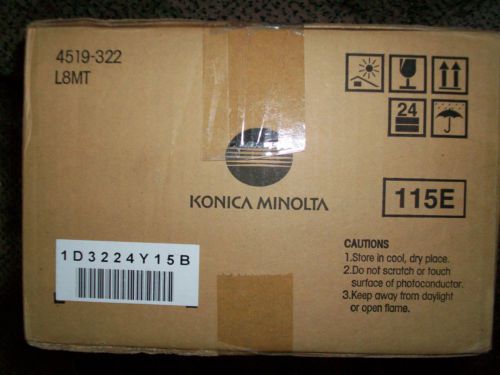 4519-322
L8MT
24
KONICA MINOLTA
115E
1D3224Y15B
CAUTIONS
1.Store in cool, dry place.
2.Do not scratch or touch
surface of photoconductor.
3.Keep away from daylight
or open flame.